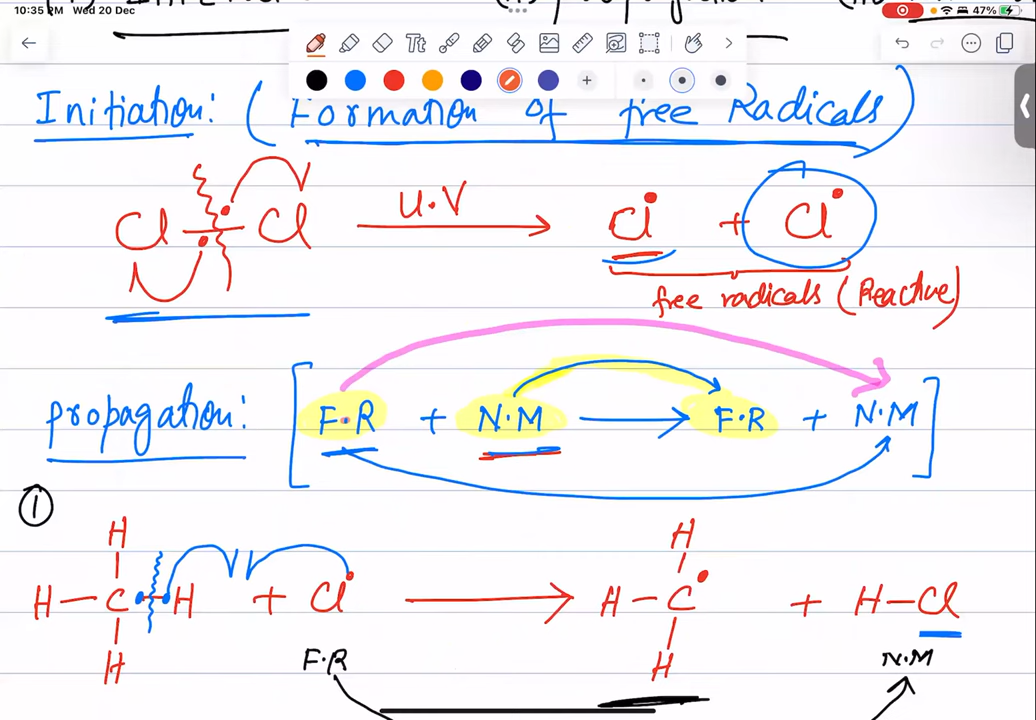 10:35 PM Wed 20 Dec 47%
Tt
Initiation: (Formation of free Radicals)
Cl — Cl U.V Cl• + Cl•
free radicals (Reactive)
propagation: [F.R + N.M → F.R + N.M]
①
H H
H — C — H + Cl• → H — C• + H — Cl
H H
F.R N.M